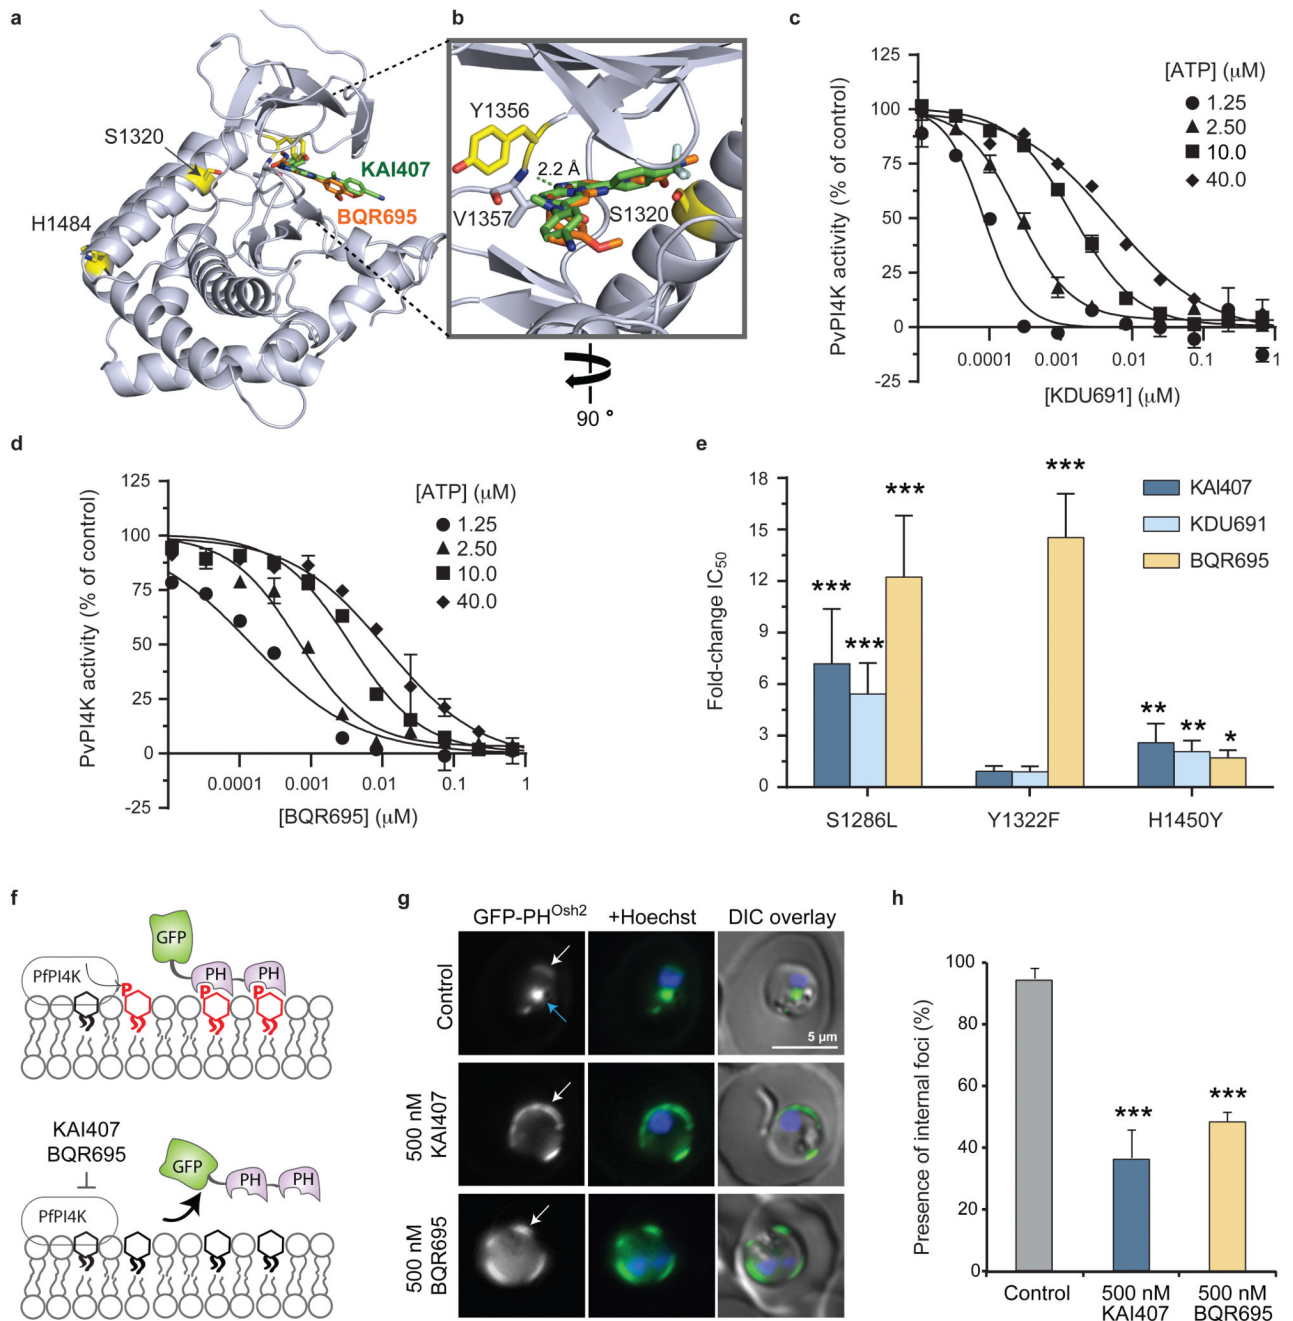 a
S1320
H1484
KAI407
BQR695
b
Y1356
2.2 Å
V1357
S1320
90 °
c
PvPI4K activity (% of control)
125
100
75
50
25
0
-25
[ATP] (μM)
1.25
2.50
10.0
40.0
0.0001 0.001 0.01 0.1 1
[KDU691] (μM)
d
PvPI4K activity (% of control)
125
100
75
50
25
0
-25
[ATP] (μM)
1.25
2.50
10.0
40.0
0.0001 0.001 0.01 0.1 1
[BQR695] (μM)
e
Fold-change IC50
18
15
12
9
6
3
0
KAI407
KDU691
BQR695
*** *** ***
***
** ** *
S1286L Y1322F H1450Y
f
GFP
PfPI4K
PH PH
P P P
KAI407
BQR695
GFP
PH PH
PfPI4K
g
GFP-PHOsh2 +Hoechst DIC overlay
Control
5 μm
500 nM
KAI407
500 nM
BQR695
h
Presence of internal foci (%)
100
80
60
40
20
0
*** ***
Control 500 nM 500 nM
KAI407 BQR695